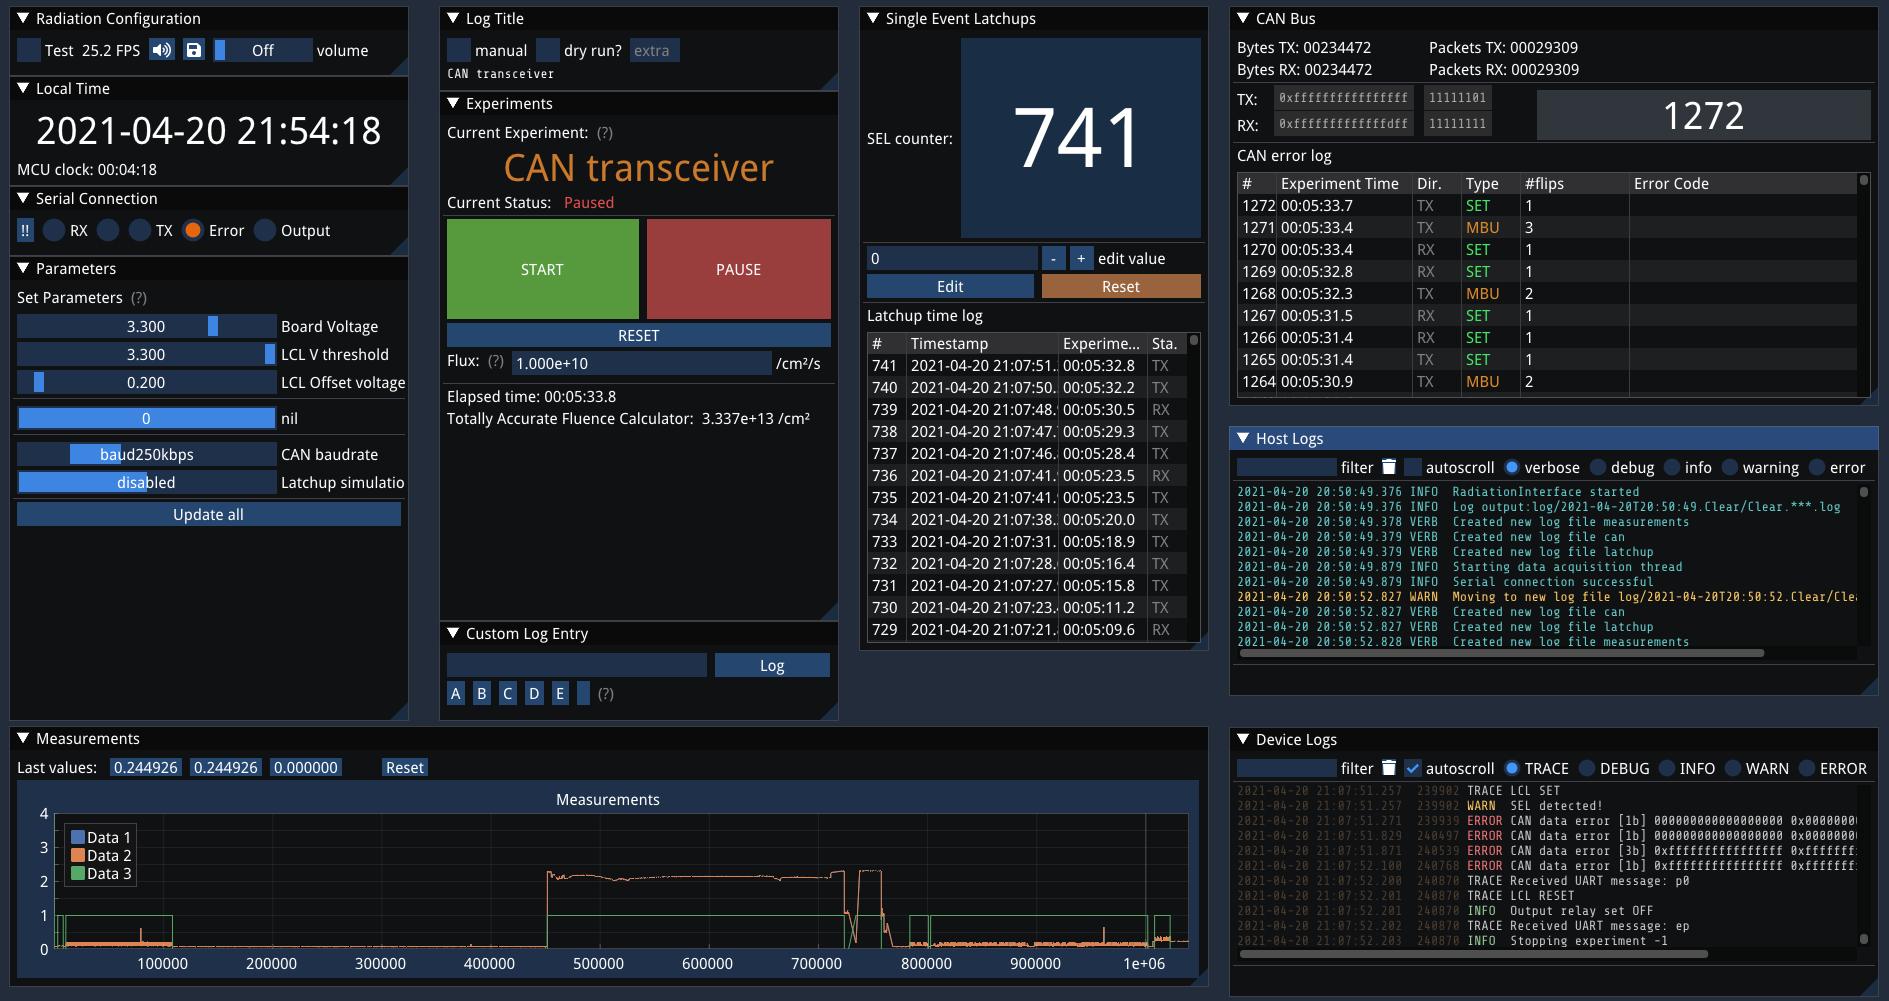 Radiation Configuration
Test 25.2 FPS Off volume
Local Time
2021-04-20 21:54:18
MCU clock: 00:04:18
Serial Connection
!! RX TX Error Output
Parameters
Set Parameters (?)
3.300 Board Voltage
3.300 LCL V threshold
0.200 LCL Offset voltage
0 nil
baud250kbps CAN baudrate
disabled Latchup simulatio
Update all
Log Title
manual dry run? extra
CAN transceiver
Experiments
Current Experiment: (?)
CAN transceiver
Current Status: Paused
START PAUSE
RESET
Flux: (?) 1.000e+10 /cm²/s
Elapsed time: 00:05:33.8
Totally Accurate Fluence Calculator: 3.337e+13 /cm²
Custom Log Entry
Log
A B C D E (?)
Single Event Latchups
SEL counter: 741
0 - + edit value
Edit Reset
Latchup time log
# Timestamp Experime... Sta.
741 2021-04-20 21:07:51. 00:05:32.8 TX
740 2021-04-20 21:07:50. 00:05:32.2 TX
739 2021-04-20 21:07:48. 00:05:30.5 RX
738 2021-04-20 21:07:47. 00:05:29.3 TX
737 2021-04-20 21:07:46. 00:05:28.4 TX
736 2021-04-20 21:07:41. 00:05:23.5 RX
735 2021-04-20 21:07:41. 00:05:23.5 TX
734 2021-04-20 21:07:38. 00:05:20.0 TX
733 2021-04-20 21:07:31. 00:05:18.9 TX
732 2021-04-20 21:07:28. 00:05:16.4 TX
731 2021-04-20 21:07:27. 00:05:15.8 TX
730 2021-04-20 21:07:23. 00:05:11.2 TX
729 2021-04-20 21:07:21. 00:05:09.6 RX
CAN Bus
Bytes TX: 00234472 Packets TX: 00029309
Bytes RX: 00234472 Packets RX: 00029309
TX: 0xffffffffffffffff 11111101
RX: 0xfffffffffffffdff 11111111
1272
CAN error log
# Experiment Time Dir. Type #flips Error Code
1272 00:05:33.7 TX SET 1
1271 00:05:33.4 TX MBU 3
1270 00:05:33.4 RX SET 1
1269 00:05:32.8 RX SET 1
1268 00:05:32.3 TX MBU 2
1267 00:05:31.5 RX SET 1
1266 00:05:31.4 RX SET 1
1265 00:05:31.4 TX SET 1
1264 00:05:30.9 TX MBU 2
Host Logs
filter autoscroll verbose debug info warning error
2021-04-20 20:50:49.376 INFO RadiationInterface started
2021-04-20 20:50:49.376 INFO Log output:log/2021-04-20T20:50:49.Clear/Clear.***.log
2021-04-20 20:50:49.378 VERB Created new log file measurements
2021-04-20 20:50:49.379 VERB Created new log file can
2021-04-20 20:50:49.379 VERB Created new log file latchup
2021-04-20 20:50:49.879 INFO Starting data acquisition thread
2021-04-20 20:50:49.879 INFO Serial connection successful
2021-04-20 20:50:52.827 WARN Moving to new log file log/2021-04-20T20:50:52.Clear/Cle
2021-04-20 20:50:52.827 VERB Created new log file can
2021-04-20 20:50:52.827 VERB Created new log file latchup
2021-04-20 20:50:52.828 VERB Created new log file measurements
Measurements
Last values: 0.244926 0.244926 0.000000 Reset
Measurements
Data 1
Data 2
Data 3
4
3
2
1
0
100000 200000 300000 400000 500000 600000 700000 800000 900000 1e+06
Device Logs
filter autoscroll TRACE DEBUG INFO WARN ERROR
2021-04-20 21:07:51.257 239902 TRACE LCL SET
2021-04-20 21:07:51.257 239902 WARN SEL detected!
2021-04-20 21:07:51.271 239939 ERROR CAN data error [1b] 0000000000000000 0x0000000
2021-04-20 21:07:51.829 240497 ERROR CAN data error [1b] 0000000000000000 0x0000000
2021-04-20 21:07:51.871 240539 ERROR CAN data error [3b] 0xffffffffffffffff 0xfffffff
2021-04-20 21:07:52.100 240768 ERROR CAN data error [1b] 0xffffffffffffffff 0xffffff
2021-04-20 21:07:52.200 240870 TRACE Received UART message: p0
2021-04-20 21:07:52.201 240870 TRACE LCL RESET
2021-04-20 21:07:52.201 240870 INFO Output relay set OFF
2021-04-20 21:07:52.202 240870 TRACE Received UART message: ep
2021-04-20 21:07:52.203 240870 INFO Stopping experiment -1